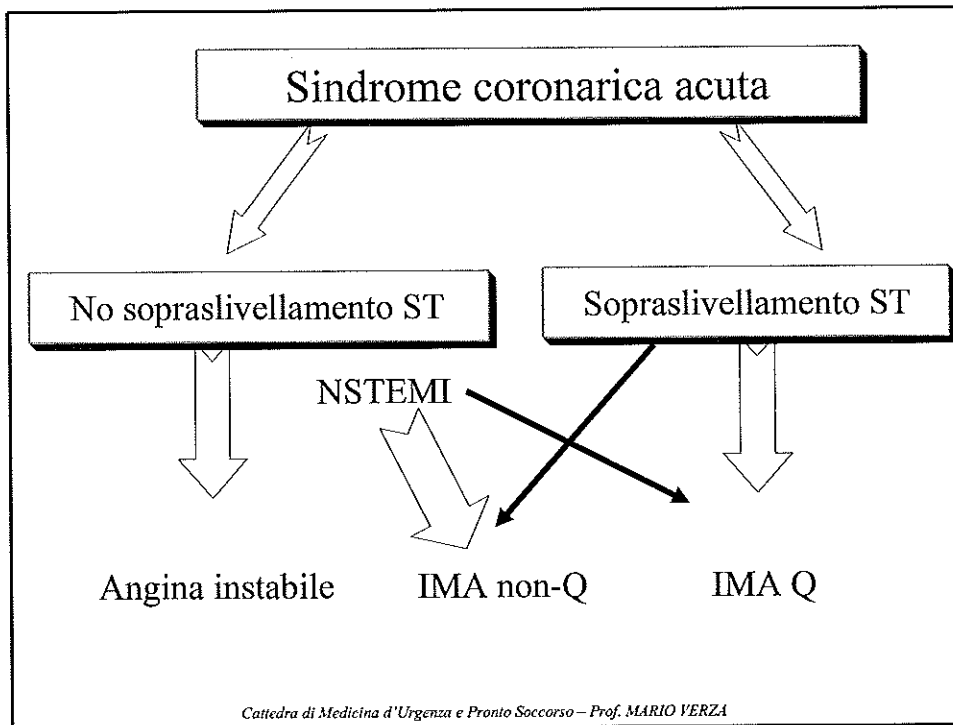 Sindrome coronarica acuta
No sopraslivellamento ST
Sopraslivellamento ST
NSTEMI
Angina instabile
IMA non-Q
IMA Q
Cattedra di Medicina d'Urgenza e Pronto Soccorso – Prof. MARIO VERZA